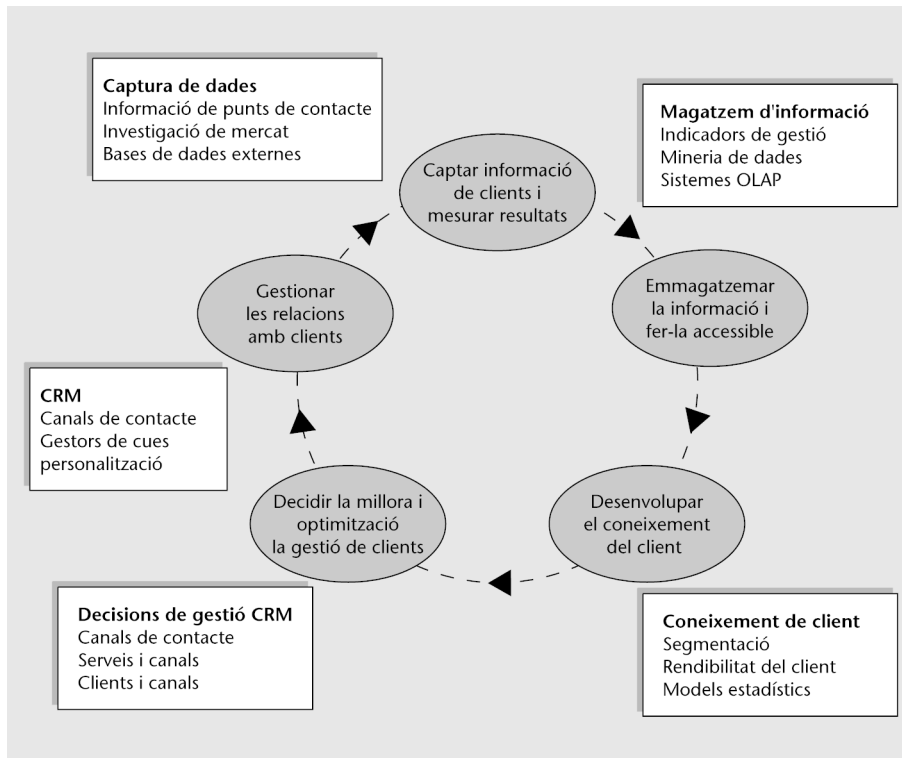 Captura de dades
Informació de punts de contacte
Investigació de mercat
Bases de dades externes
Magatzem d'informació
Indicadors de gestió
Mineria de dades
Sistemes OLAP
Captar informació
de clients i
mesurar resultats
Gestionar
les relacions
amb clients
Emmagatzemar
la informació i
fer-la accessible
CRM
Canals de contacte
Gestors de cues
personalització
Decidir la millora i
optimització
la gestió de clients
Desenvolupar
el coneixement
del client
Decisions de gestió CRM
Canals de contacte
Serveis i canals
Clients i canals
Coneixement de client
Segmentació
Rendibilitat del client
Models estadístics